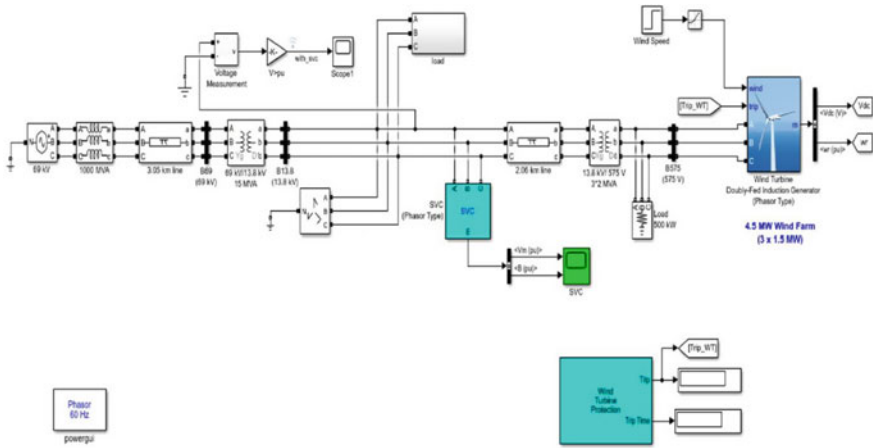 Voltage
Measurement
-K-
V>pu
with_svc
Scope1
A
B
C
load
Wind Speed
[Trip_WT]
wind
trip
m
B
C
<Vdc (V)>
Vdc
<wr (pu)>
wr
Wind Turbine
Doubly-Fed Induction Generator
(Phasor Type)
4.5 MW Wind Farm
(3 x 1.5 MW)
N
A
B
C
69 kV
A a
B b
C c
1000 MVA
A a
B b
C c
3.05 km line
B69
(69 kV)
A a
B b
C c
69 kV/13.8 kV
15 MVA
B13.8
(13.8 kV)
N
A
B
C
A B C
SVC
SVC
(Phasor Type)
<Vm (pu)>
<B (pu)>
SVC
A a
B b
C c
2.06 km line
A a
B b
C c
13.8 kV/ 575 V
3*2 MVA
B575
(575 V)
Load
500 kW
Wind
Turbine
Protection
Trip
Trip Time
[Trip_WT]
Phasor
60 Hz
powergui